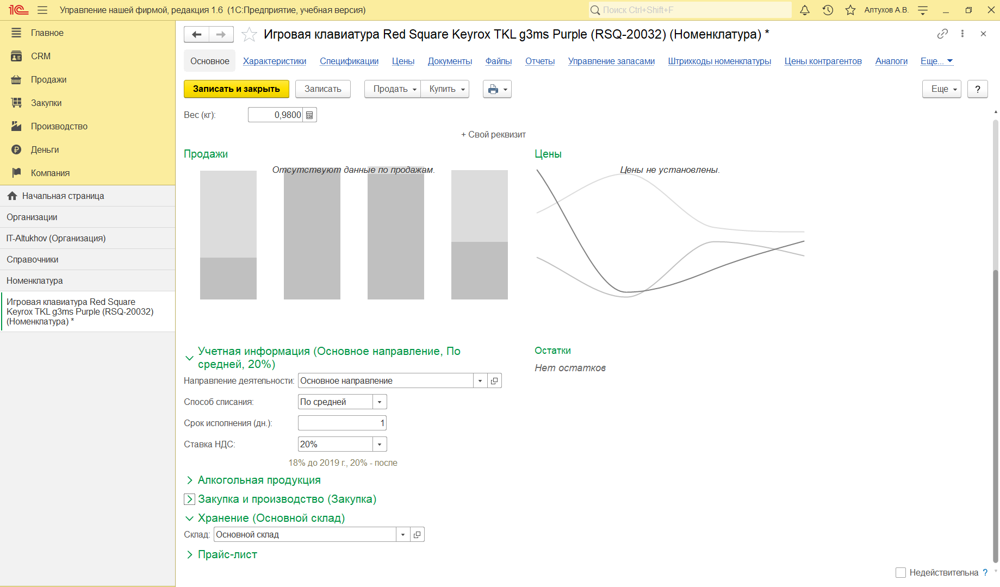 1С Управление нашей фирмой, редакция 1.6 (1С:Предприятие, учебная версия)
Поиск Ctrl+Shift+F
Алтухов А.В.
Главное
CRM
Продажи
Закупки
Производство
Деньги
Компания
Начальная страница
Организации
IT-Altukhov (Организация)
Справочники
Номенклатура
Игровая клавиатура Red Square
Keyrox TKL g3ms Purple (RSQ-20032)
(Номенклатура) *
Игровая клавиатура Red Square Keyrox TKL g3ms Purple (RSQ-20032) (Номенклатура) *
Основное Характеристики Спецификации Цены Документы Файлы Отчеты Управление запасами Штрихкоды номенклатуры Цены контрагентов Аналоги Еще...
Записать и закрыть Записать Продать Купить Еще ?
Вес (кг): 0,9800
+ Свой реквизит
Продажи
Отсутствуют данные по продажам.
Цены
Цены не установлены.
Учетная информация (Основное направление, По
средней, 20%)
Направление деятельности: Основное направление
Способ списания: По средней
Срок исполнения (дн.): 1
Ставка НДС: 20%
18% до 2019 г., 20% - после
Остатки
Нет остатков
Алкогольная продукция
Закупка и производство (Закупка)
Хранение (Основной склад)
Склад: Основной склад
Прайс-лист
Недействительна ?